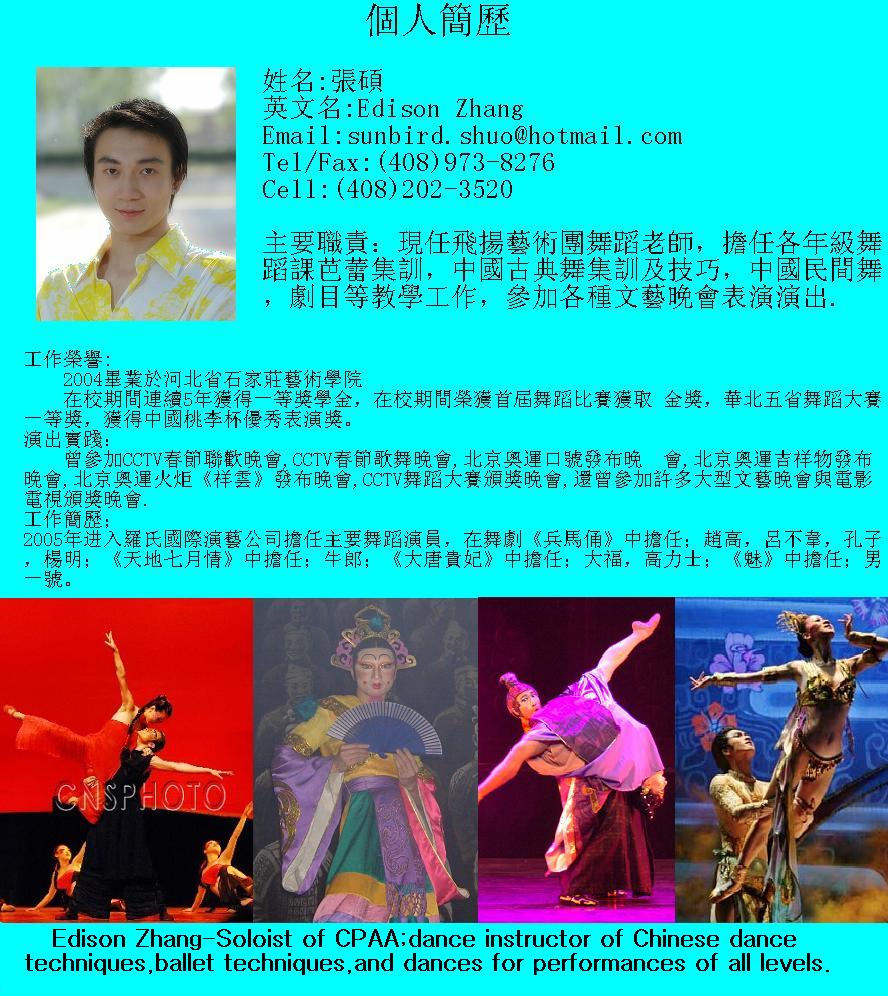 個人簡歷
姓名:張碩
英文名:Edison Zhang
Email:sunbird.shuo@hotmail.com
Tel/Fax:(408)973-8276
Cell:(408)202-3520
主要職責：現任飛揚藝術團舞蹈老師，擔任各年級舞
蹈課芭蕾集訓，中國古典舞集訓及技巧，中國民間舞
，劇目等教學工作，參加各種文藝晚會表演演出.
工作榮譽:
2004畢業於河北省石家莊藝術學院
在校期間連續5年獲得一等獎學金，在校期間榮獲首屆舞蹈比賽獲取 金獎，華北五省舞蹈大賽
一等獎，獲得中國桃李杯優秀表演獎。
演出實踐：
曾參加CCTV春節聯歡晚會,CCTV春節歌舞晚會,北京奧運口號發布晚　會,北京奧運吉祥物發布
晚會,北京奧運火炬《祥雲》發布晚會,CCTV舞蹈大賽頒獎晚會,還曾參加許多大型文藝晚會與電影
電視頒獎晚會.
工作簡歷；
2005年进入羅氏國際演藝公司擔任主要舞蹈演員，在舞劇《兵馬俑》中擔任；趙高，呂不韋，孔子
，楊明；《天地七月情》中擔任；牛郎；《大唐貴妃》中擔任；大福，高力士；《魅》中擔任；男
一號。
CNSPHOTO
Edison Zhang-Soloist of CPAA;dance instructor of Chinese dance
techniques,ballet techniques,and dances for performances of all levels.